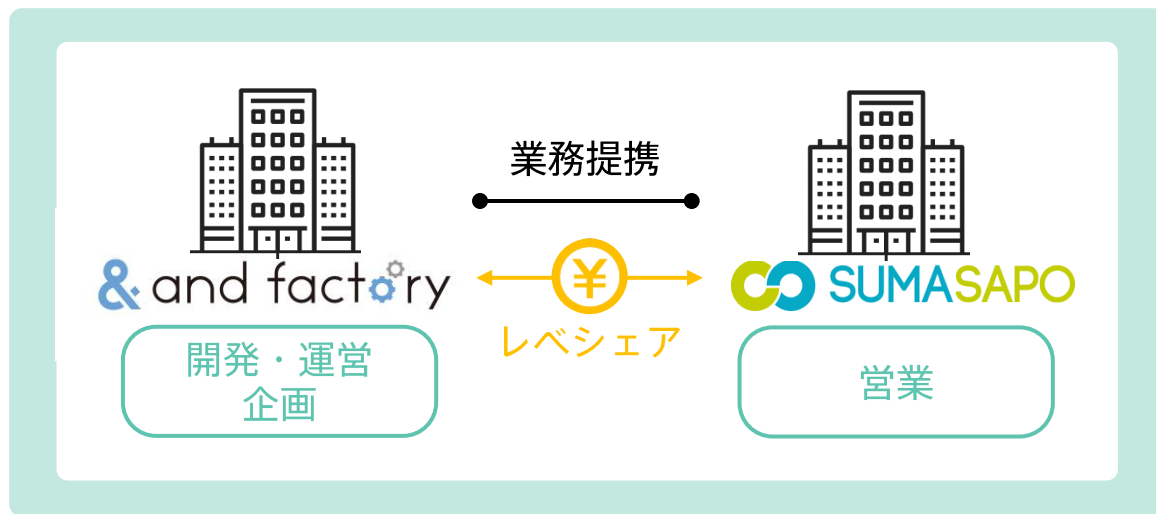 業務提携
¥
& and factory
SUMASAPO
レベシェア
開発・運営
企画
営業